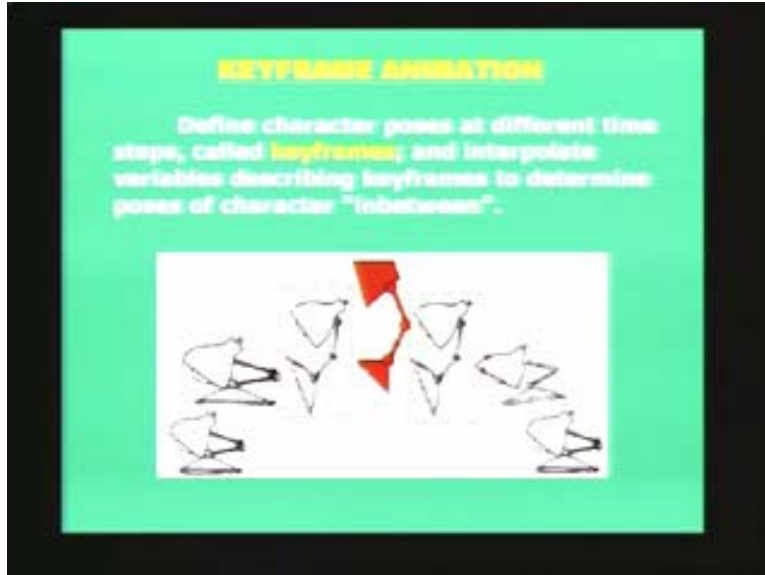 KEYFRAME ANIMATION
Define character poses at different time
steps, called keyframes; and interpolate
variables describing keyframes to determine
poses of character "inbetween".